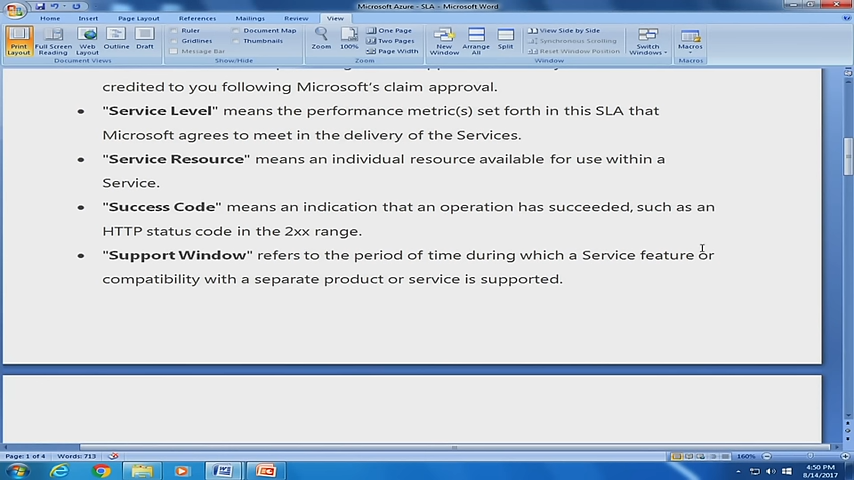 Microsoft Azure - SLA - Microsoft Word
Home Insert Page Layout References Mailings Review View
Print Layout Full Screen Reading Web Layout Outline Draft
Document Views
Ruler
Gridlines
Message Bar
Document Map
Thumbnails
Show/Hide
Zoom 100% One Page
Two Pages
Page Width
Zoom
New Window Arrange All Split
View Side by Side
Synchronous Scrolling
Reset Window Position
Window
Switch Windows
Macros
Macros
credited to you following Microsoft's claim approval.
• "Service Level" means the performance metric(s) set forth in this SLA that
Microsoft agrees to meet in the delivery of the Services.
• "Service Resource" means an individual resource available for use within a
Service.
• "Success Code" means an indication that an operation has succeeded, such as an
HTTP status code in the 2xx range.
• "Support Window" refers to the period of time during which a Service feature or
compatibility with a separate product or service is supported.
Page: 1 of 4 Words: 713
160%
4:50 PM
8/14/2017